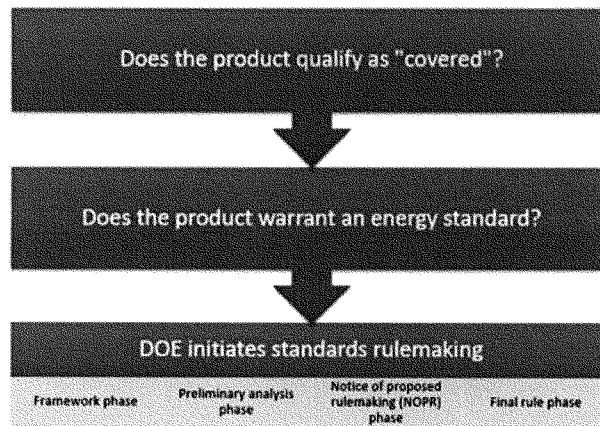 Does the product qualify as "covered"?
Does the product warrant an energy standard?
DOE initiates standards rulemaking
Framework phase
Preliminary analysis
phase
Notice of proposed
rulemaking (NOPR)
phase
Final rule phase